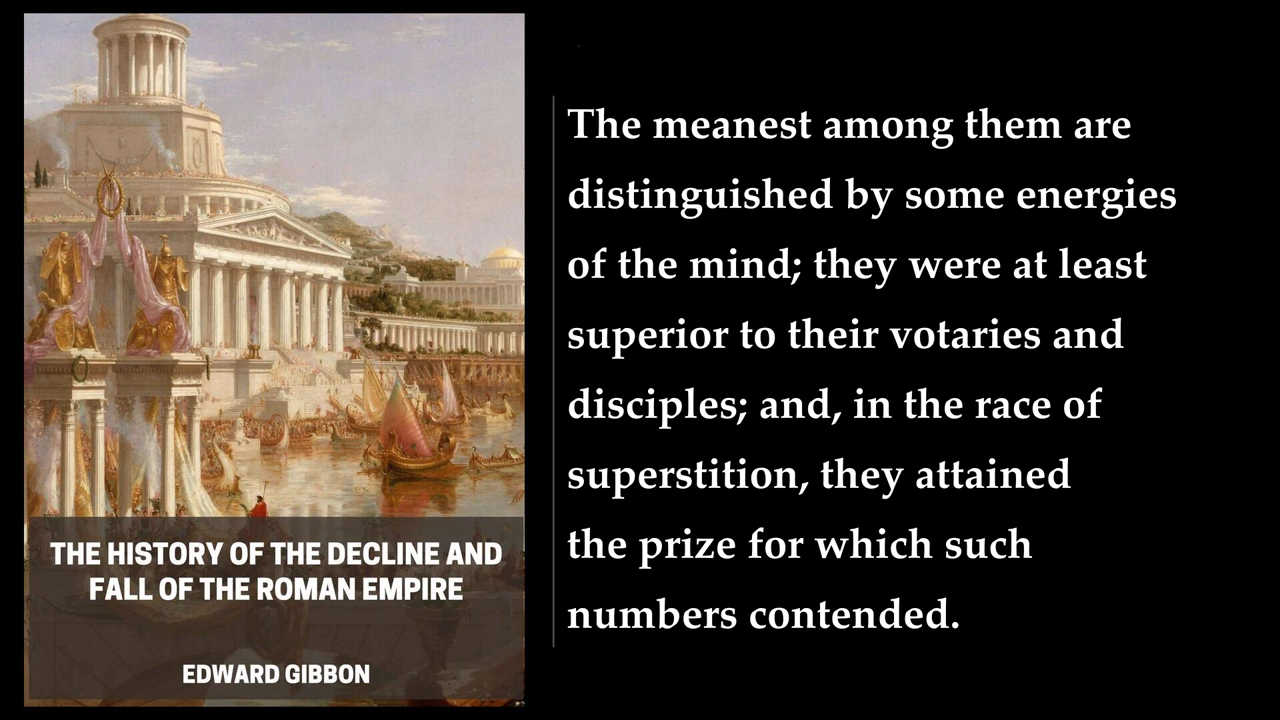 THE HISTORY OF THE DECLINE AND
FALL OF THE ROMAN EMPIRE
EDWARD GIBBON
The meanest among them are
distinguished by some energies
of the mind; they were at least
superior to their votaries and
disciples; and, in the race of
superstition, they attained
the prize for which such
numbers contended.